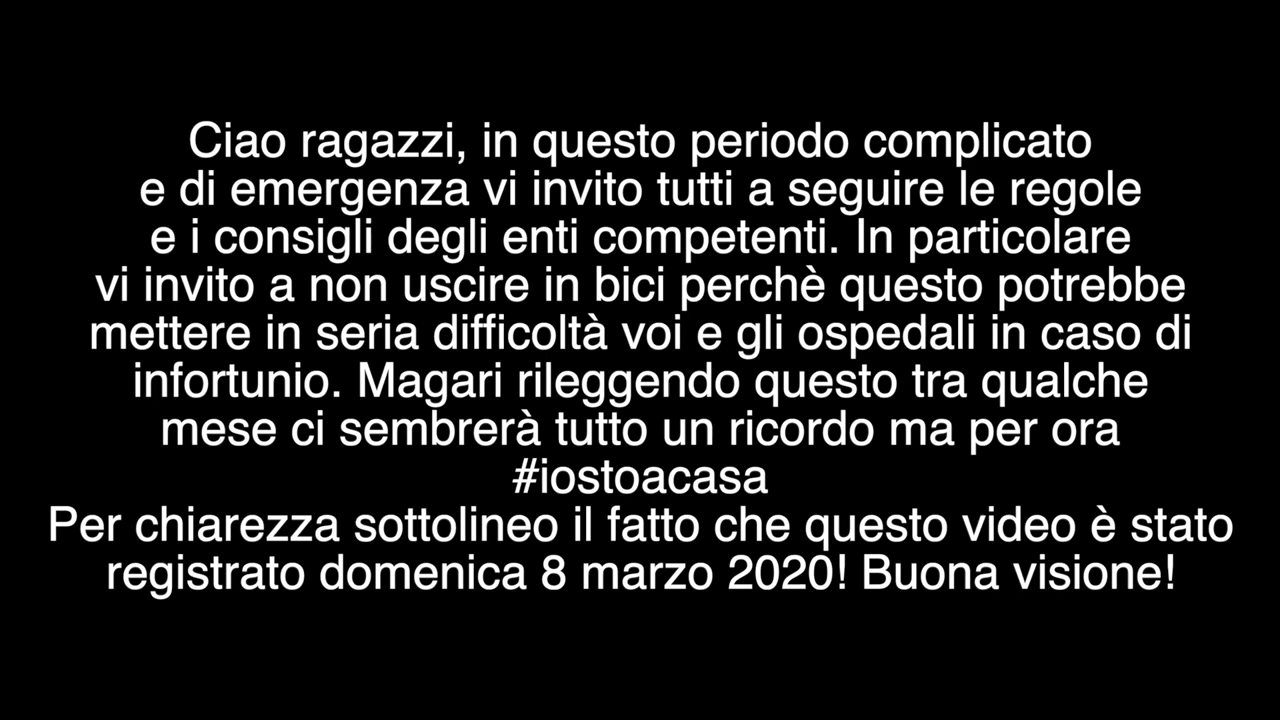 Ciao ragazzi, in questo periodo complicato
e di emergenza vi invito tutti a seguire le regole
e i consigli degli enti competenti. In particolare
vi invito a non uscire in bici perchè questo potrebbe
mettere in seria difficoltà voi e gli ospedali in caso di
infortunio. Magari rileggendo questo tra qualche
mese ci sembrerà tutto un ricordo ma per ora
#iostoacasa
Per chiarezza sottolineo il fatto che questo video è stato
registrato domenica 8 marzo 2020! Buona visione!